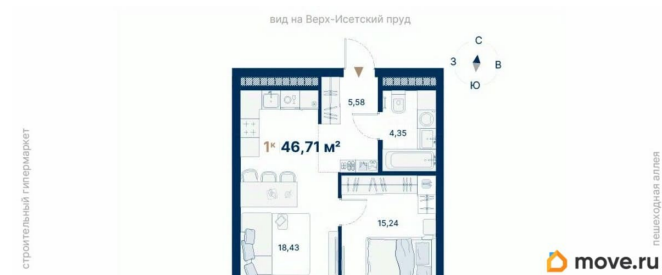 вид на Верх-Исетский пруд
С
З
В
Ю
5,58
4,35
1к 46,71 м²
15,24
18,43
строительный гипермаркет
пешеходная аллея
move.ru